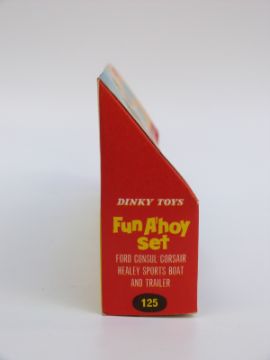 DINKY TOYS
Fun A'hoy
set
FORD CONSUL CORSAIR
HEALEY SPORTS BOAT
AND TRAILER
125